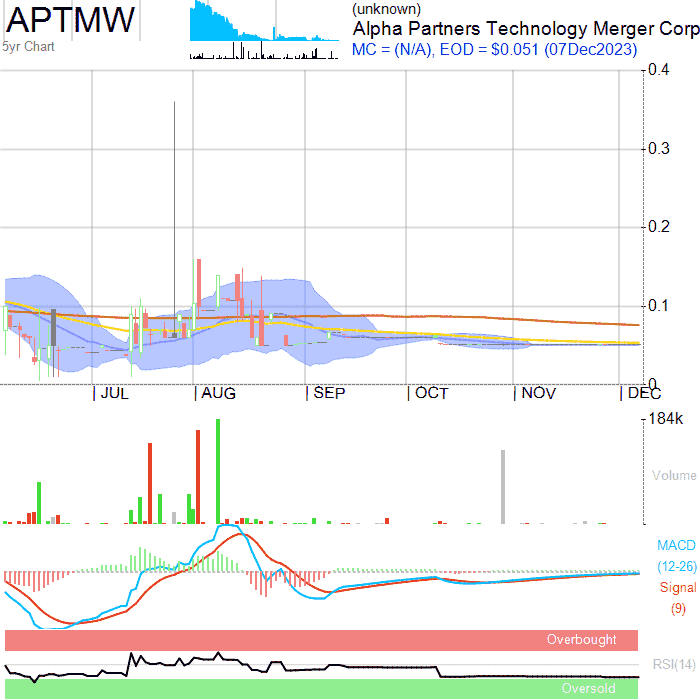 APTMW
5yr Chart
(unknown)
Alpha Partners Technology Merger Corp
MC = (N/A), EOD = $0.051 (07Dec2023)
0.4
0.3
0.2
0.1
0
JUL AUG SEP OCT NOV DEC
184k
Volume
MACD
(12-26)
Signal
(9)
Overbought
RSI(14)
Oversold